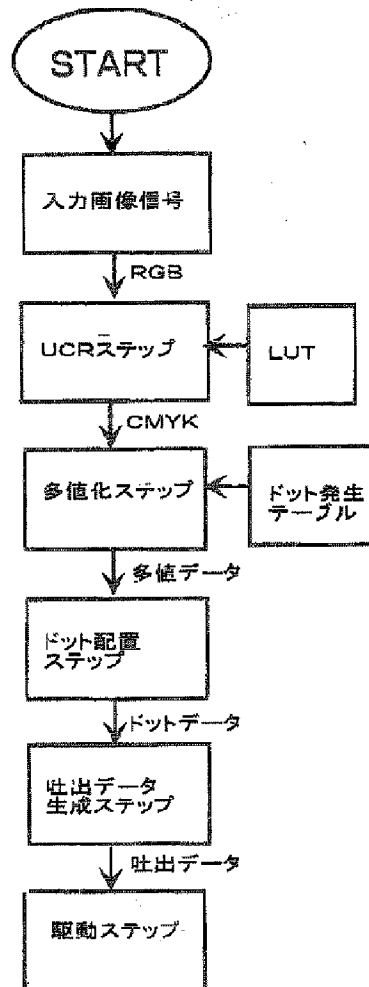 START
入力画像信号
RGB
UCRステップ
LUT
CMYK
多値化ステップ
ドット発生
テーブル
多値データ
ドット配置
ステップ
ドットデータ
吐出データ
生成ステップ
吐出データ
駆動ステップ